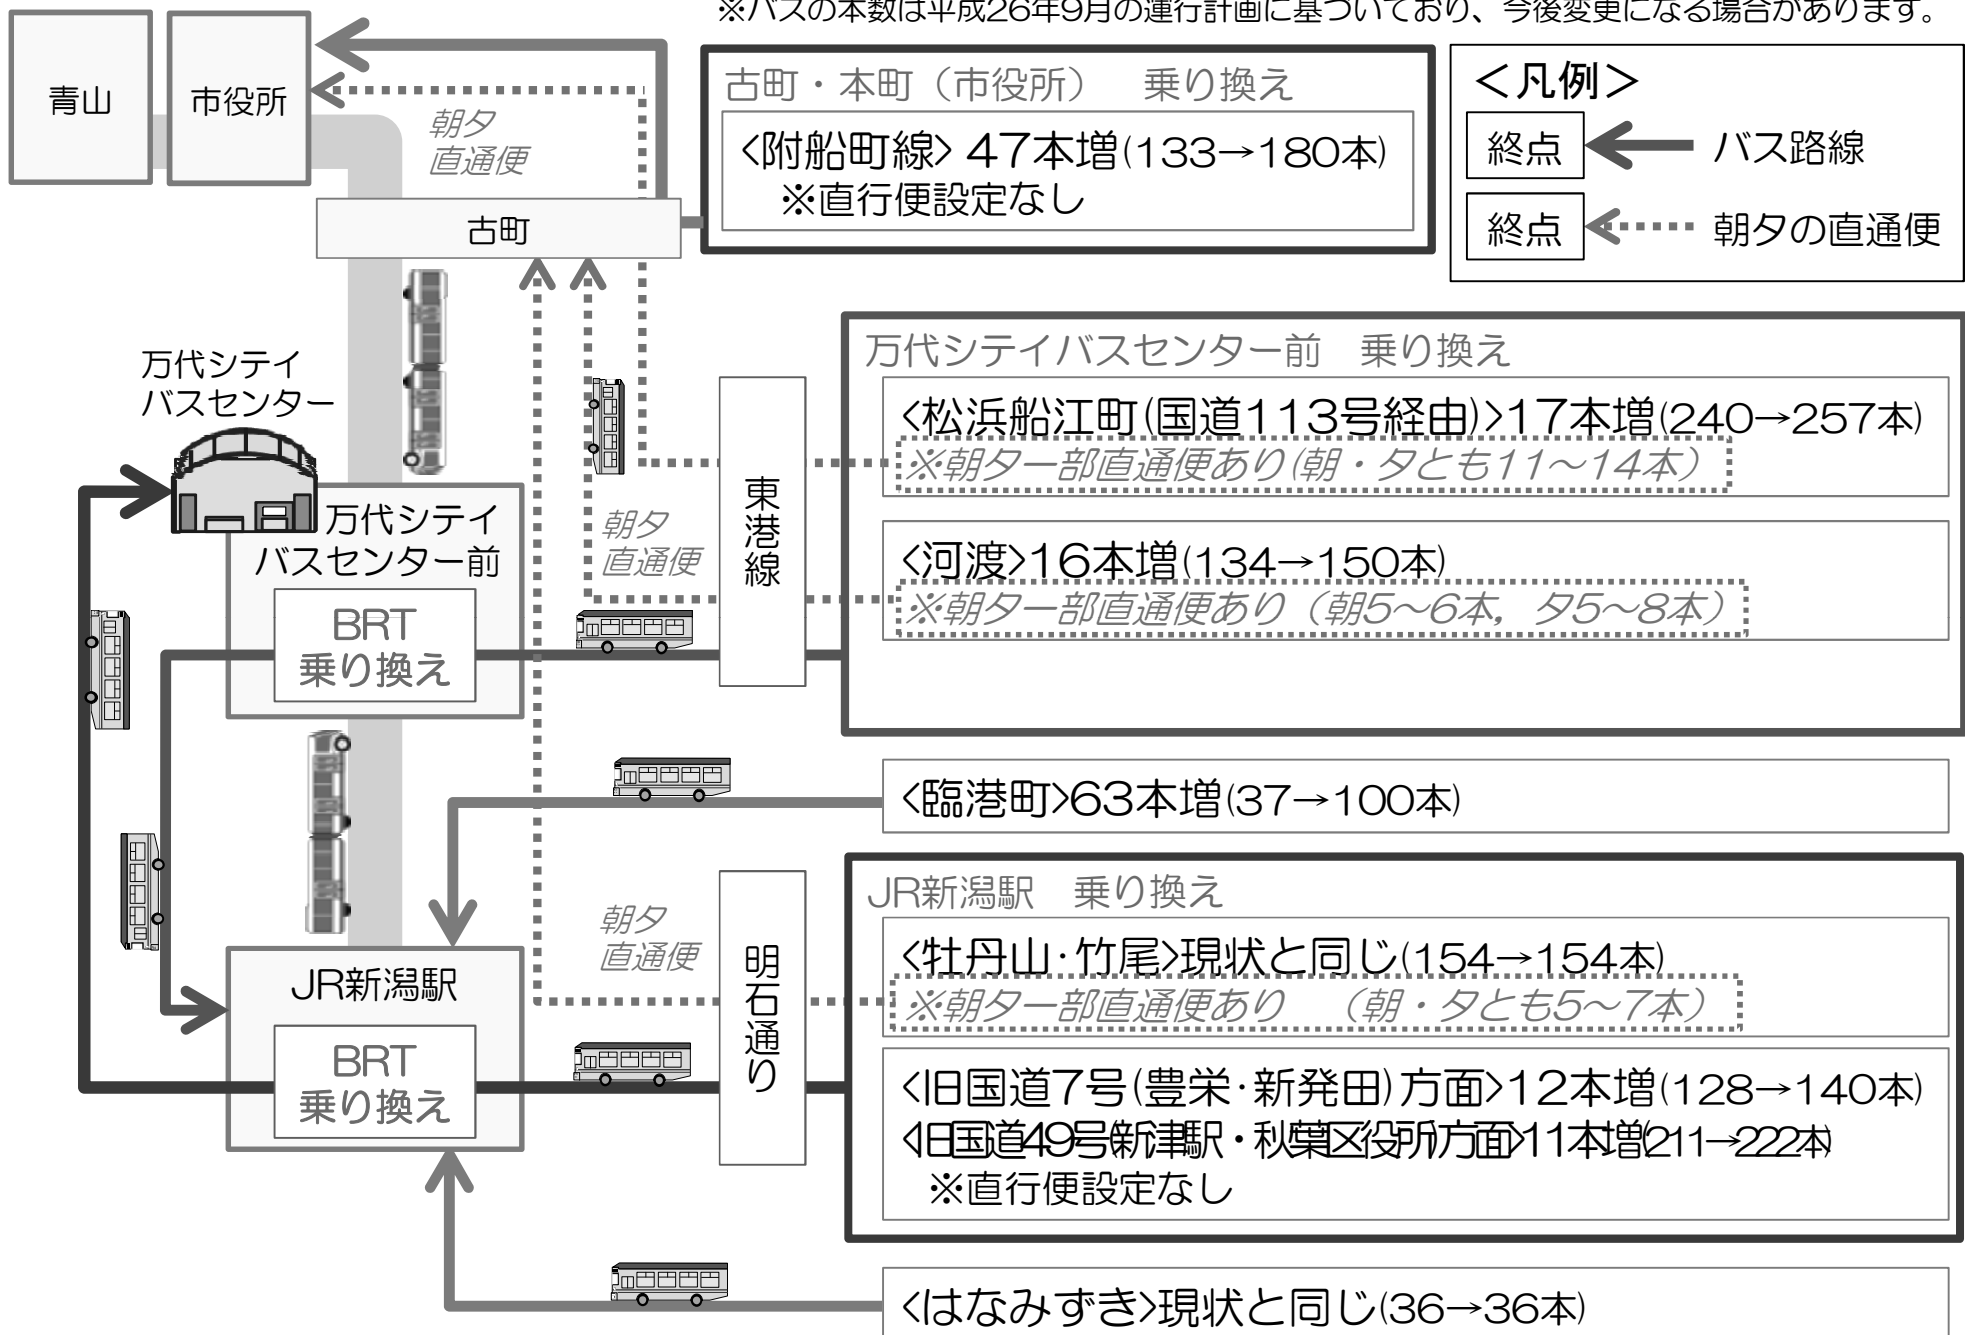 ※バスの本数は平成26年9月の運行計画に基づいており、今後変更になる場合があります。
青山
市役所
朝夕
直通便
古町
古町・本町（市役所）　乗り換え
<附船町線> 47本増(133→180本)
※直行便設定なし
＜凡例＞
終点
バス路線
終点
朝夕の直通便
万代シテイ
バスセンター
万代シテイ
バスセンター前
BRT
乗り換え
朝夕
直通便
東港線
万代シテイバスセンター前　乗り換え
<松浜船江町(国道113号経由)>17本増(240→257本)
※朝夕一部直通便あり(朝・夕とも11～14本）
<河渡>16本増(134→150本)
※朝夕一部直通便あり（朝5～6本，夕5～8本）
<臨港町>63本増(37→100本)
JR新潟駅
BRT
乗り換え
朝夕
直通便
明石通り
JR新潟駅　乗り換え
<牡丹山･竹尾>現状と同じ(154→154本)
※朝夕一部直通便あり　（朝・夕とも5～7本）
<旧国道7号(豊栄･新発田)方面>12本増(128→140本)
<旧国道49号(新津駅・秋葉区役所)方面>11本増(211→222本)
※直行便設定なし
<はなみずき>現状と同じ(36→36本)